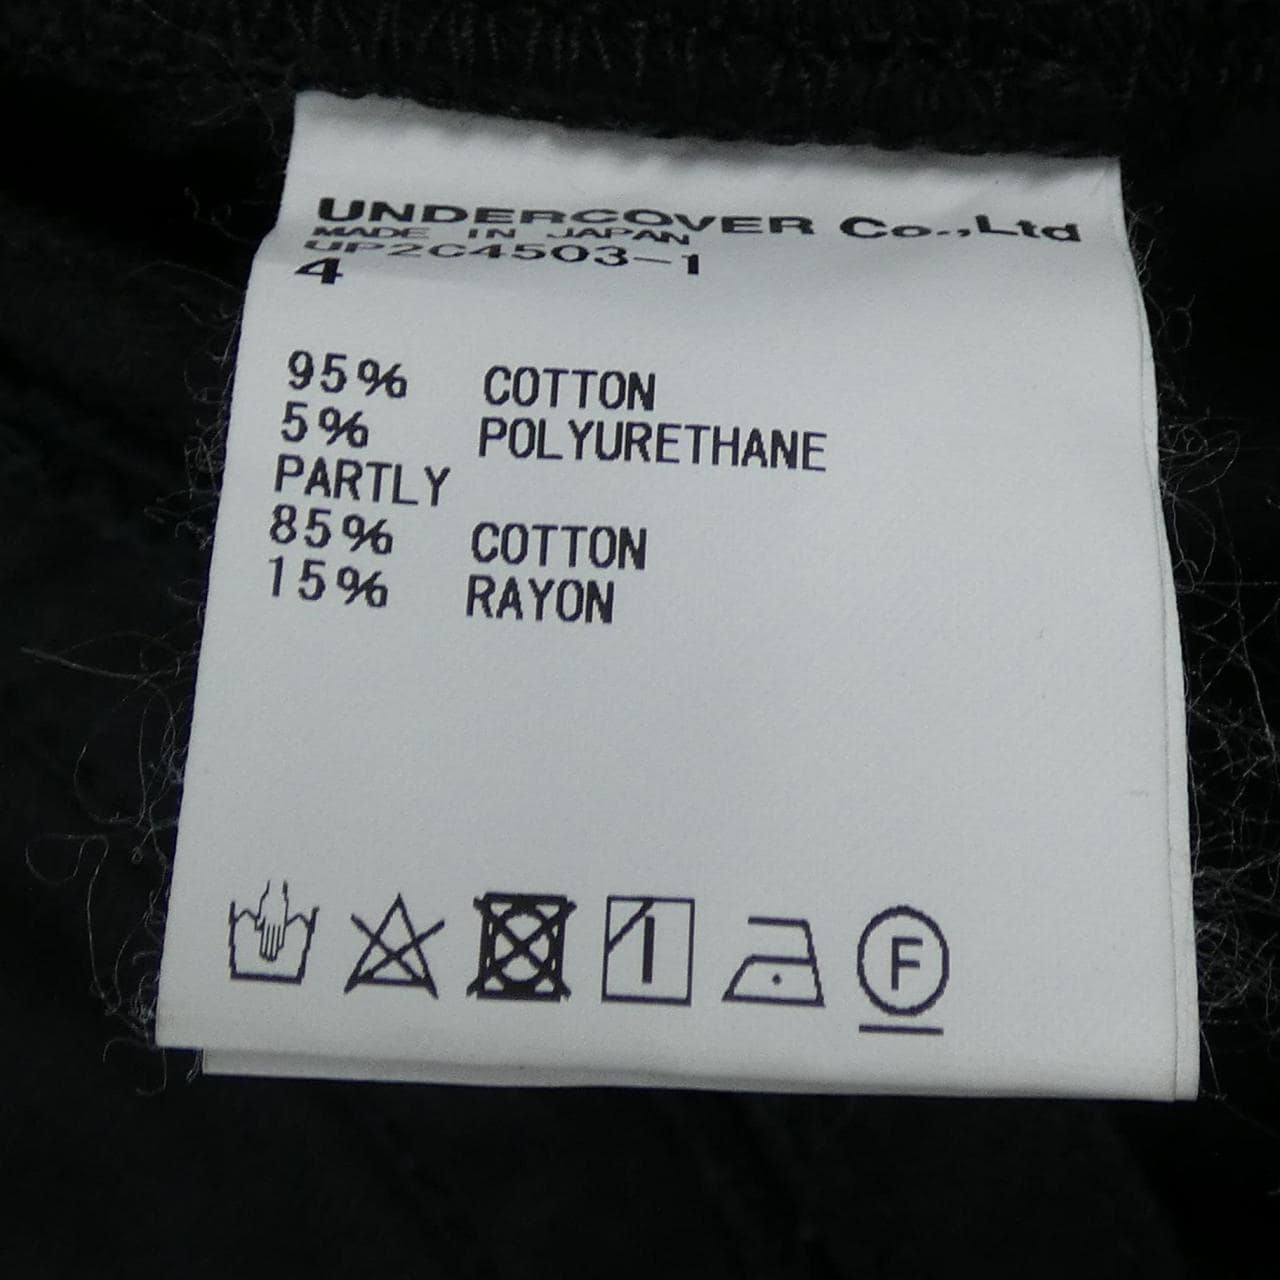 UNDERCOVER Co.,Ltd
MADE IN JAPAN
UP2C4503-1
4
95% COTTON
5% POLYURETHANE
PARTLY
85% COTTON
15% RAYON
F